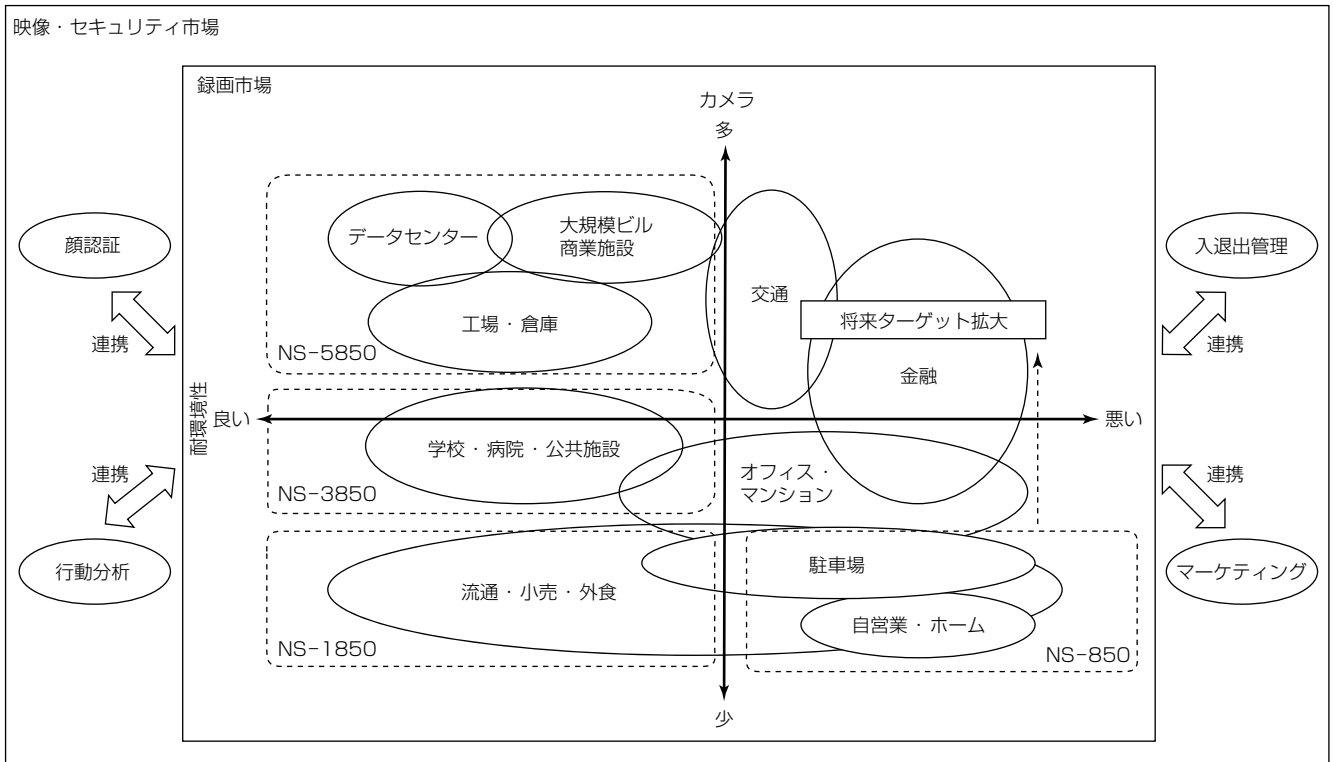 映像・セキュリティ市場
録画市場
カメラ
多
データセンター
大規模ビル
商業施設
工場・倉庫
NS-5850
交通
将来ターゲット拡大
金融
顔認証
連携
入退出管理
連携
耐環境性
良い
悪い
学校・病院・公共施設
NS-3850
オフィス・
マンション
連携
行動分析
連携
マーケティング
流通・小売・外食
NS-1850
駐車場
自営業・ホーム
NS-850
少